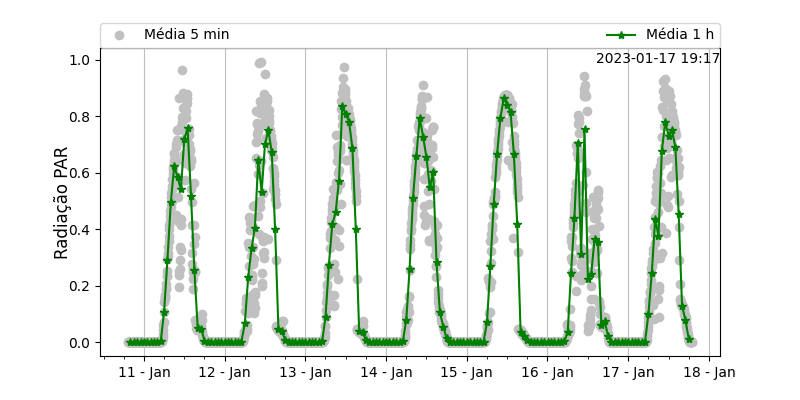 Média 5 min
Média 1 h
2023-01-17 19:17
Radiação PAR
1.0
0.8
0.6
0.4
0.2
0.0
11 - Jan
12 - Jan
13 - Jan
14 - Jan
15 - Jan
16 - Jan
17 - Jan
18 - Jan